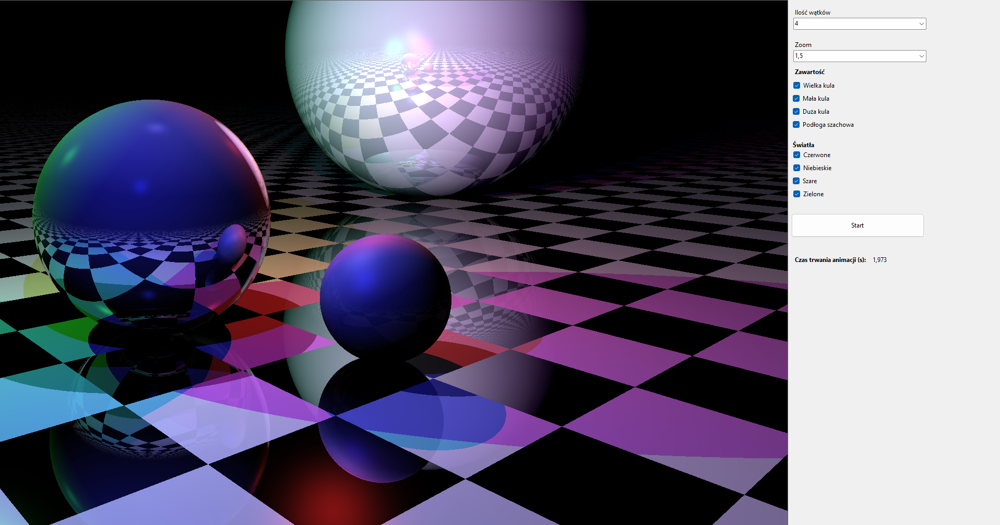 Ilość wątków
4
Zoom
1,5
Zawartość
Wielka kula
Mała kula
Duża kula
Podłoga szachowa
Światła
Czerwone
Niebieskie
Szare
Zielone
Start
Czas trwania animacji (s): 1,973